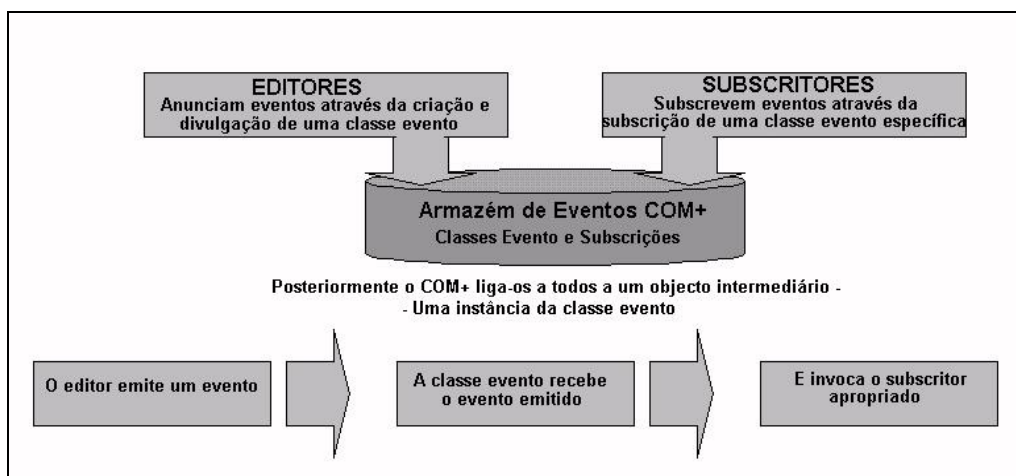 EDITORES
Anunciam eventos através da criação e
divulgação de uma classe evento
SUBSCRITORES
Subscrevem eventos através da
subscrição de uma classe evento específica
Armazém de Eventos COM+
Classes Evento e Subscrições
Posteriormente o COM+ liga-os a todos a um objecto intermediário -
- Uma instância da classe evento
O editor emite um evento
A classe evento recebe
o evento emitido
E invoca o subscritor
apropriado